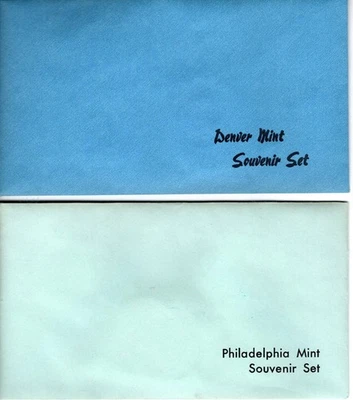 Denver Mint
Souvenir Set
Philadelphia Mint
Souvenir Set